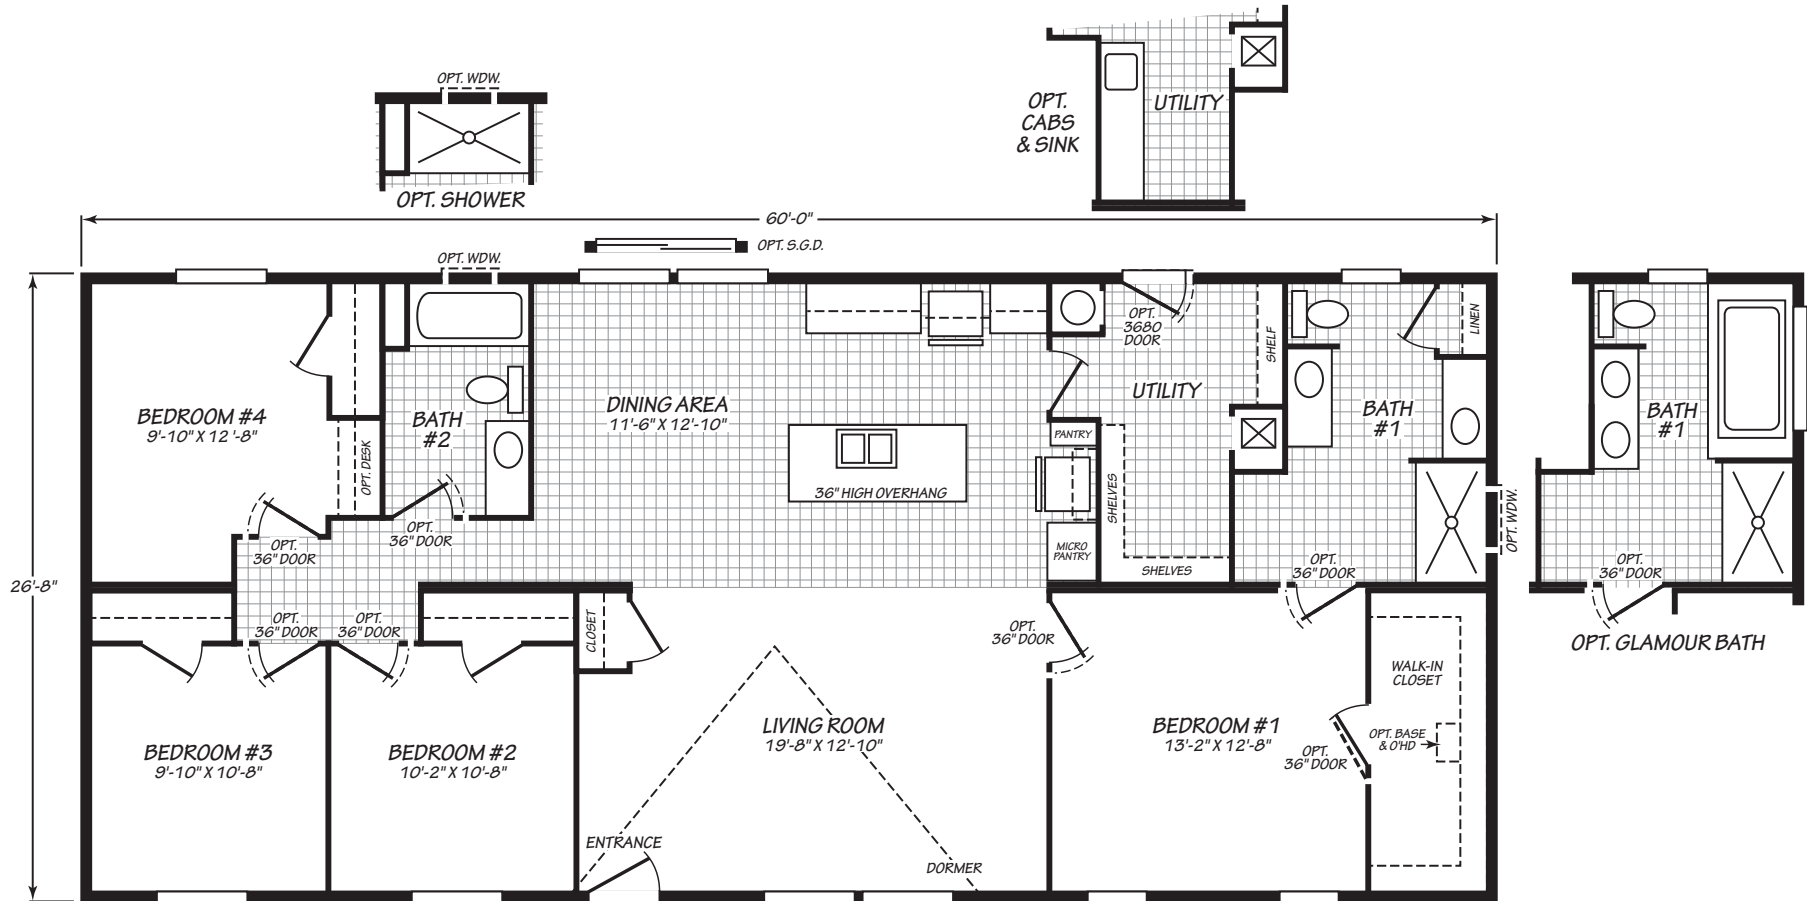 OPT. WDW.
OPT. SHOWER
OPT.
CABS
& SINK
UTILITY
60'-0"
OPT. S.G.D.
OPT. WDW.
26'-8"
BEDROOM #4
9'-10" X 12'-8"
OPT. DESK
BATH
#2
OPT.
36" DOOR
OPT.
36" DOOR
DINING AREA
11'-6" X 12'-10"
36" HIGH OVERHANG
PANTRY
MICRO
PANTRY
OPT.
3680
DOOR
SHELF
UTILITY
SHELVES
SHELVES
LINEN
BATH
#1
OPT.
36" DOOR
OPT. WDW.
BATH
#1
OPT.
36" DOOR
OPT. GLAMOUR BATH
OPT.
36" DOOR
OPT.
36" DOOR
CLOSET
OPT.
36" DOOR
BEDROOM #3
9'-10" X 10'-8"
BEDROOM #2
10'-2" X 10'-8"
LIVING ROOM
19'-8" X 12'-10"
ENTRANCE
DORMER
BEDROOM #1
13'-2" X 12'-8"
OPT.
36" DOOR
WALK-IN
CLOSET
OPT. BASE
& O'HD